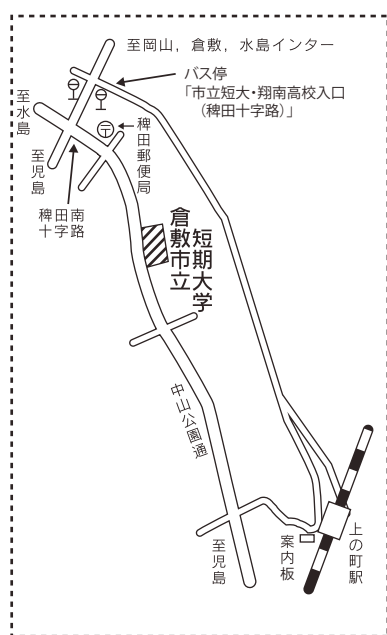 至岡山，倉敷，水島インター
バス停
「市立短大・翔南高校入口
（稗田十字路）」
至水島
至児島
〒
稗田郵便局
稗田南
十字路
倉敷市立
短期大学
中山公園通
至児島
案内板
上の町駅